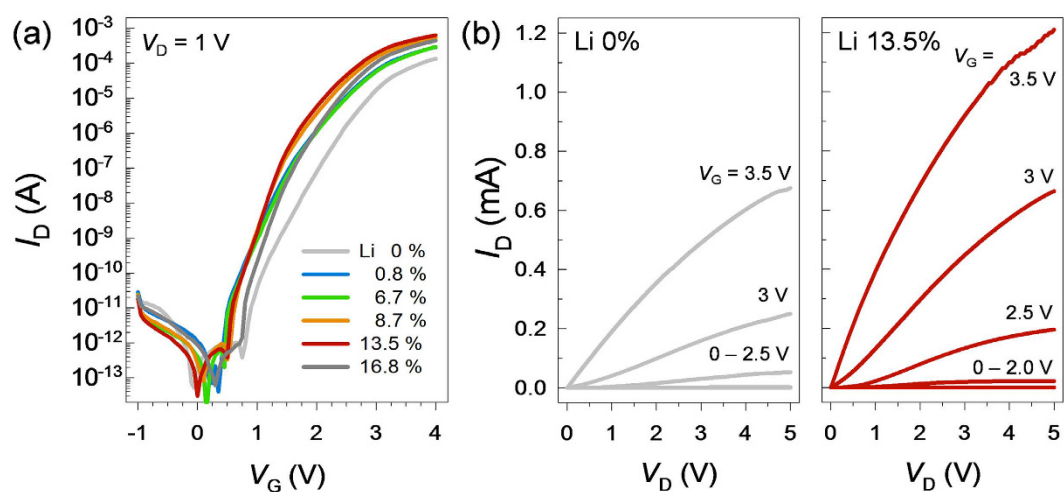 (a)
V_D = 1 V
10^-3
10^-4
10^-5
10^-6
10^-7
10^-8
10^-9
10^-10
10^-11
10^-12
10^-13
I_D (A)
Li 0 %
0.8 %
6.7 %
8.7 %
13.5 %
16.8 %
-1 0 1 2 3 4
V_G (V)
(b)
Li 0%
1.2
1.0
0.8
0.6
0.4
0.2
0.0
I_D (mA)
V_G = 3.5 V
3 V
0 – 2.5 V
0 1 2 3 4 5
V_D (V)
Li 13.5%
V_G =
3.5 V
3 V
2.5 V
0 – 2.0 V
0 1 2 3 4 5
V_D (V)